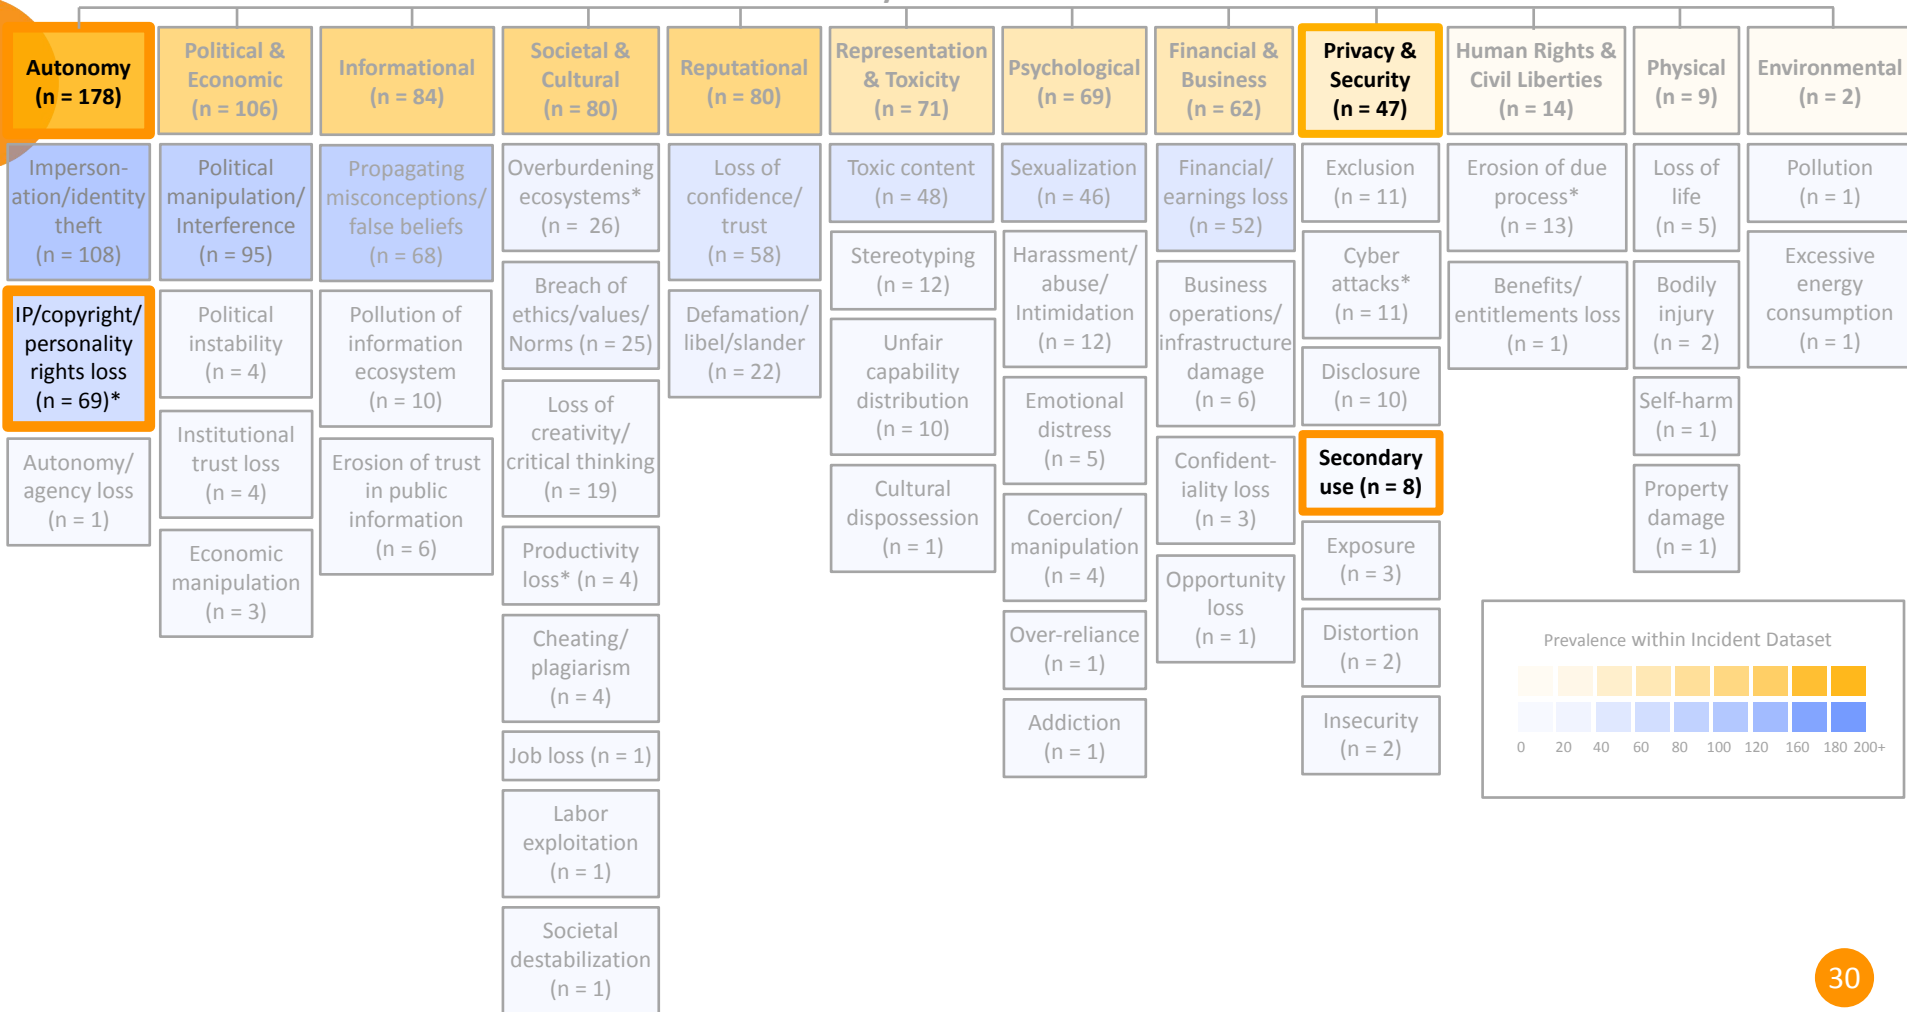 Autonomy
(n = 178)
Political &
Economic
(n = 106)
Informational
(n = 84)
Societal &
Cultural
(n = 80)
Reputational
(n = 80)
Representation
& Toxicity
(n = 71)
Psychological
(n = 69)
Financial &
Business
(n = 62)
Privacy &
Security
(n = 47)
Human Rights &
Civil Liberties
(n = 14)
Physical
(n = 9)
Environmental
(n = 2)
Imperson-
ation/identity
theft
(n = 108)
IP/copyright/
personality
rights loss
(n = 69)*
Autonomy/
agency loss
(n = 1)
Political
manipulation/
Interference
(n = 95)
Political
instability
(n = 4)
Institutional
trust loss
(n = 4)
Economic
manipulation
(n = 3)
Propagating
misconceptions/
false beliefs
(n = 68)
Pollution of
information
ecosystem
(n = 10)
Erosion of trust
in public
information
(n = 6)
Overburdening
ecosystems*
(n =  26)
Breach of
ethics/values/
Norms (n = 25)
Loss of
creativity/
critical thinking
(n = 19)
Productivity
loss* (n = 4)
Cheating/
plagiarism
(n = 4)
Job loss (n = 1)
Labor
exploitation
(n = 1)
Societal
destabilization
(n = 1)
Loss of
confidence/
trust
(n = 58)
Defamation/
libel/slander
(n = 22)
Toxic content
(n = 48)
Stereotyping
(n = 12)
Unfair
capability
distribution
(n = 10)
Cultural
dispossession
(n = 1)
Sexualization
(n = 46)
Harassment/
abuse/
Intimidation
(n = 12)
Emotional
distress
(n = 5)
Coercion/
manipulation
(n = 4)
Over-reliance
(n = 1)
Addiction
(n = 1)
Financial/
earnings loss
(n = 52)
Business
operations/
infrastructure
damage
(n = 6)
Confident-
iality loss
(n = 3)
Opportunity
loss
(n = 1)
Exclusion
(n = 11)
Cyber
attacks*
(n = 11)
Disclosure
(n = 10)
Secondary
use (n = 8)
Exposure
(n = 3)
Distortion
(n = 2)
Insecurity
(n = 2)
Erosion of due
process*
(n = 13)
Benefits/
entitlements loss
(n = 1)
Loss of
life
(n = 5)
Bodily
injury
(n =  2)
Self-harm
(n = 1)
Property
damage
(n = 1)
Pollution
(n = 1)
Excessive
energy
consumption
(n = 1)
Prevalence within Incident Dataset
0 20 40 60 80 100 120 160 180 200+
30